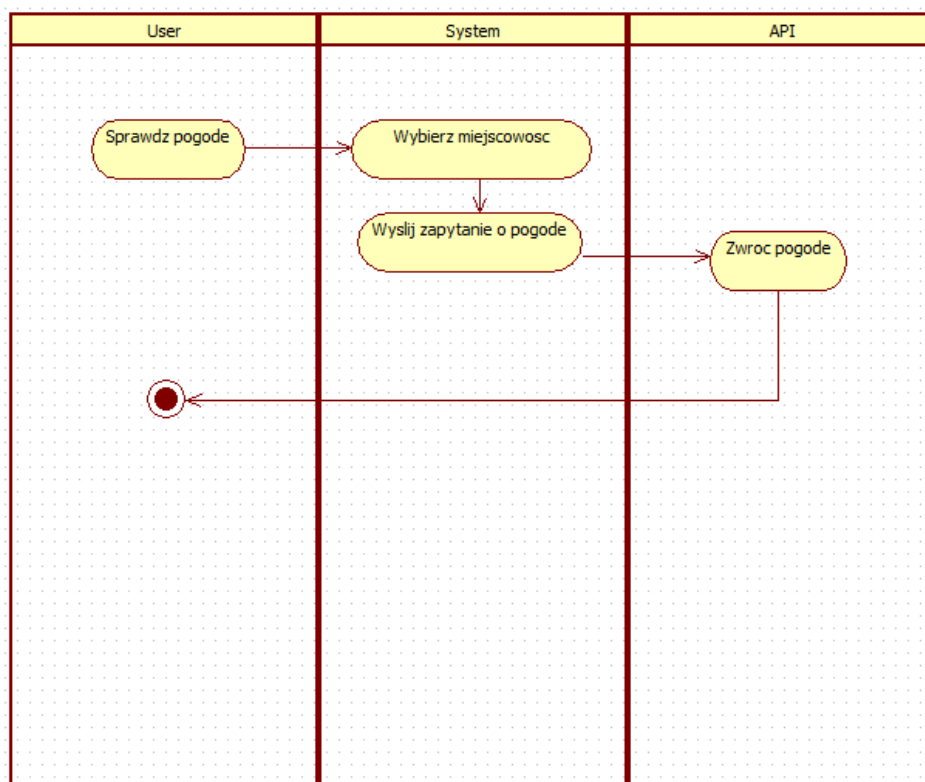 User
System
API
Sprawdz pogode
Wybierz miejscowosc
Wyslij zapytanie o pogode
Zwroc pogode